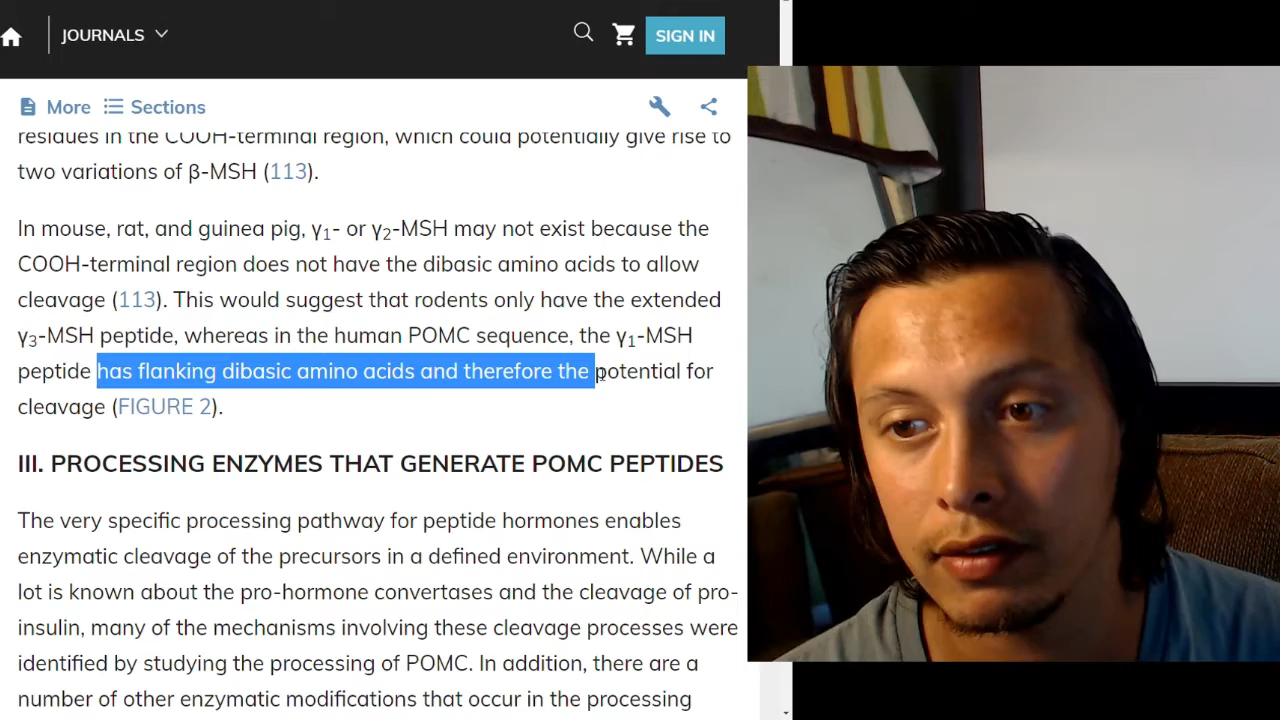 JOURNALS
SIGN IN
More
Sections
residues in the COOH-terminal region, which could potentially give rise to
two variations of β-MSH (113).
In mouse, rat, and guinea pig, γ1- or γ2-MSH may not exist because the
COOH-terminal region does not have the dibasic amino acids to allow
cleavage (113). This would suggest that rodents only have the extended
γ3-MSH peptide, whereas in the human POMC sequence, the γ1-MSH
peptide has flanking dibasic amino acids and therefore the potential for
cleavage (FIGURE 2).
III. PROCESSING ENZYMES THAT GENERATE POMC PEPTIDES
The very specific processing pathway for peptide hormones enables
enzymatic cleavage of the precursors in a defined environment. While a
lot is known about the pro-hormone convertases and the cleavage of pro-
insulin, many of the mechanisms involving these cleavage processes were
identified by studying the processing of POMC. In addition, there are a
number of other enzymatic modifications that occur in the processing